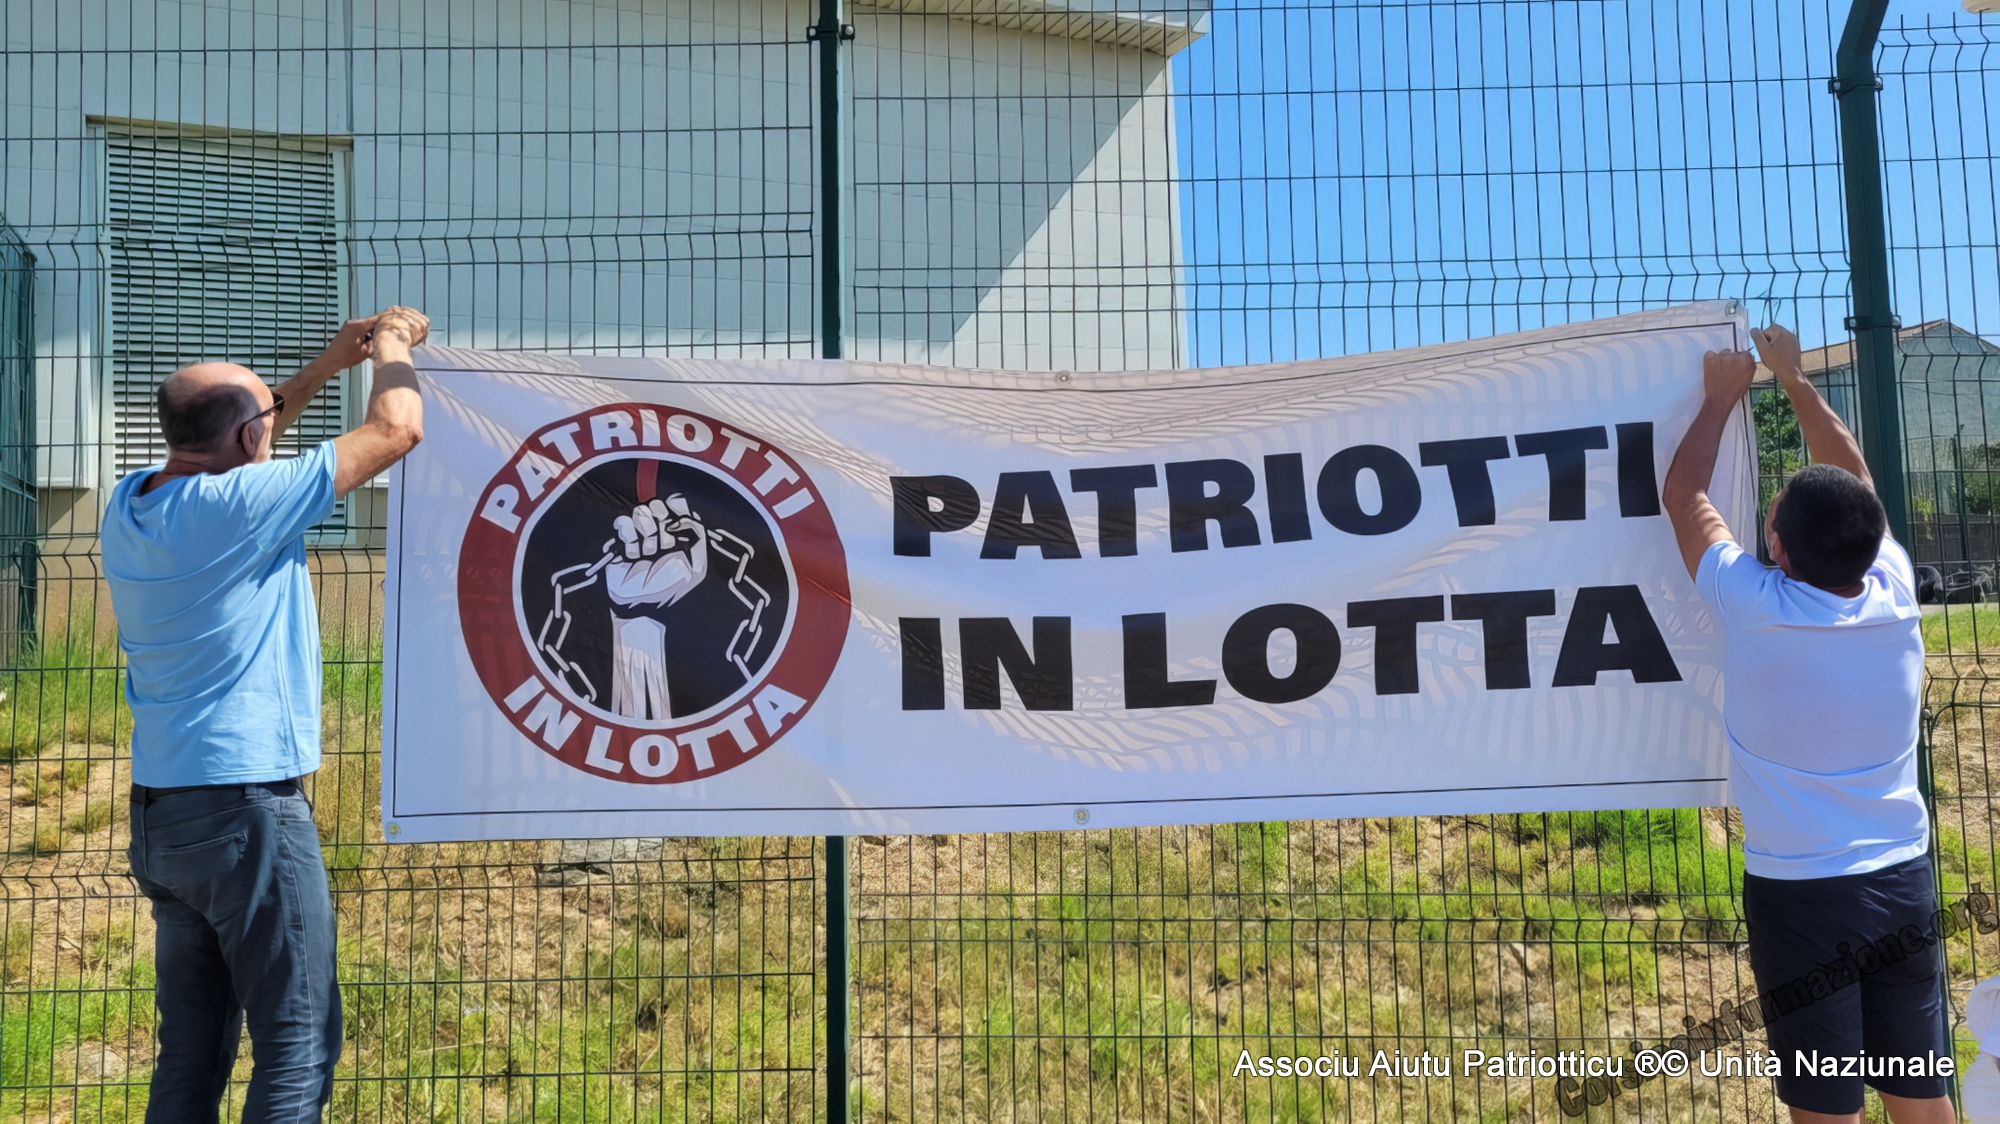 PATRIOTTI
IN LOTTA
PATRIOTTI
IN LOTTA
Corsicainfurmazione.org
Associu Aiutu Patriotticu ®© Unità Naziunale